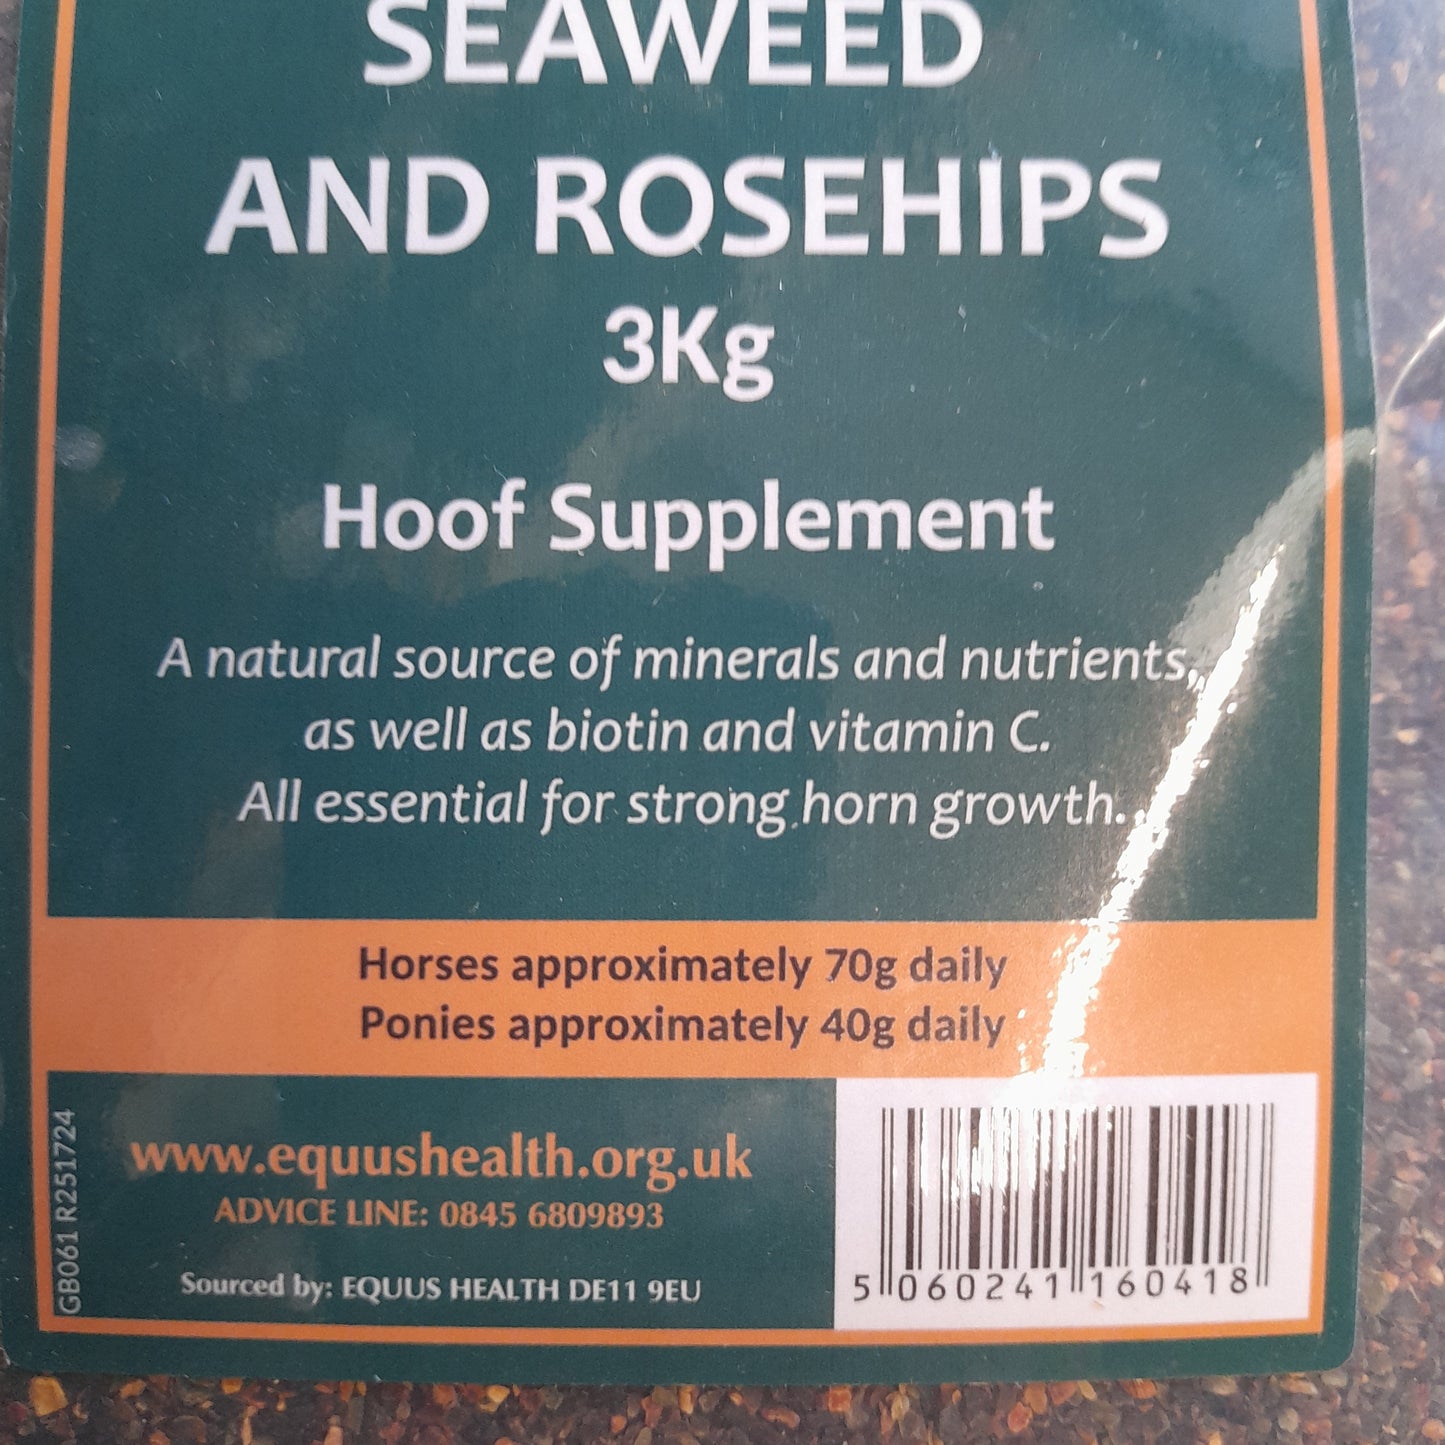 SEAWEED
AND ROSEHIPS
3Kg
Hoof Supplement
A natural source of minerals and nutrients,
as well as biotin and vitamin C.
All essential for strong horn growth.
Horses approximately 70g daily
Ponies approximately 40g daily
www.equushealth.org.uk
ADVICE LINE: 0845 6809893
Sourced by: EQUUS HEALTH DE11 9EU
GB061 R251724
5 060241 160418